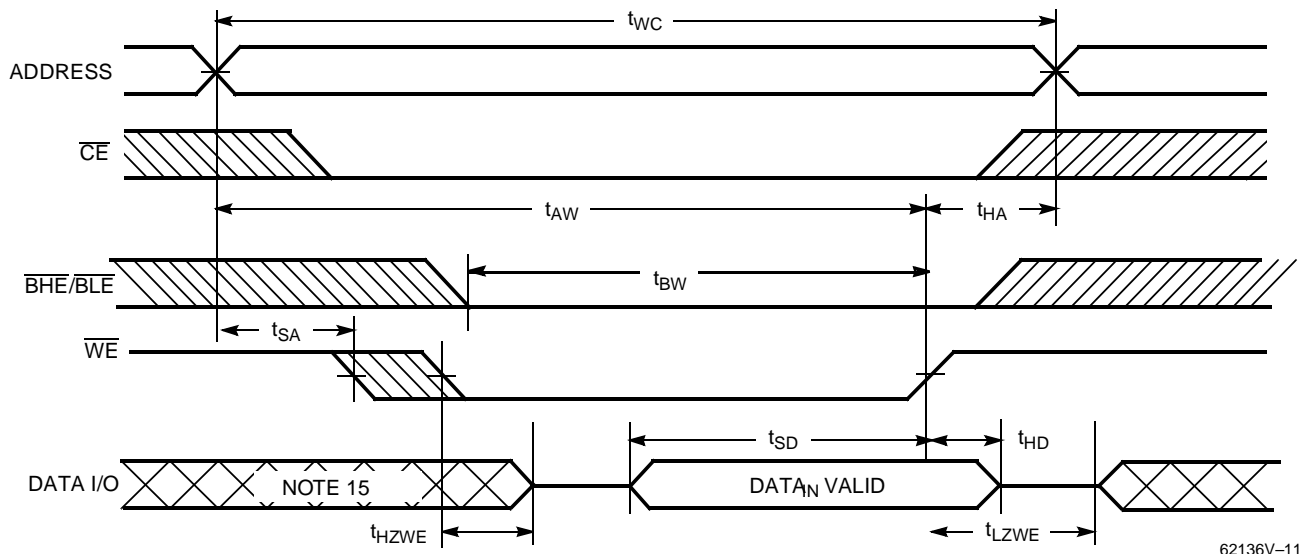 tWC
ADDRESS
CE
tAW
tHA
BHE/BLE
tBW
tSA
WE
tSD
tHD
DATA I/O
NOTE 15
DATAIN VALID
tHZWE
tLZWE
62136V–11